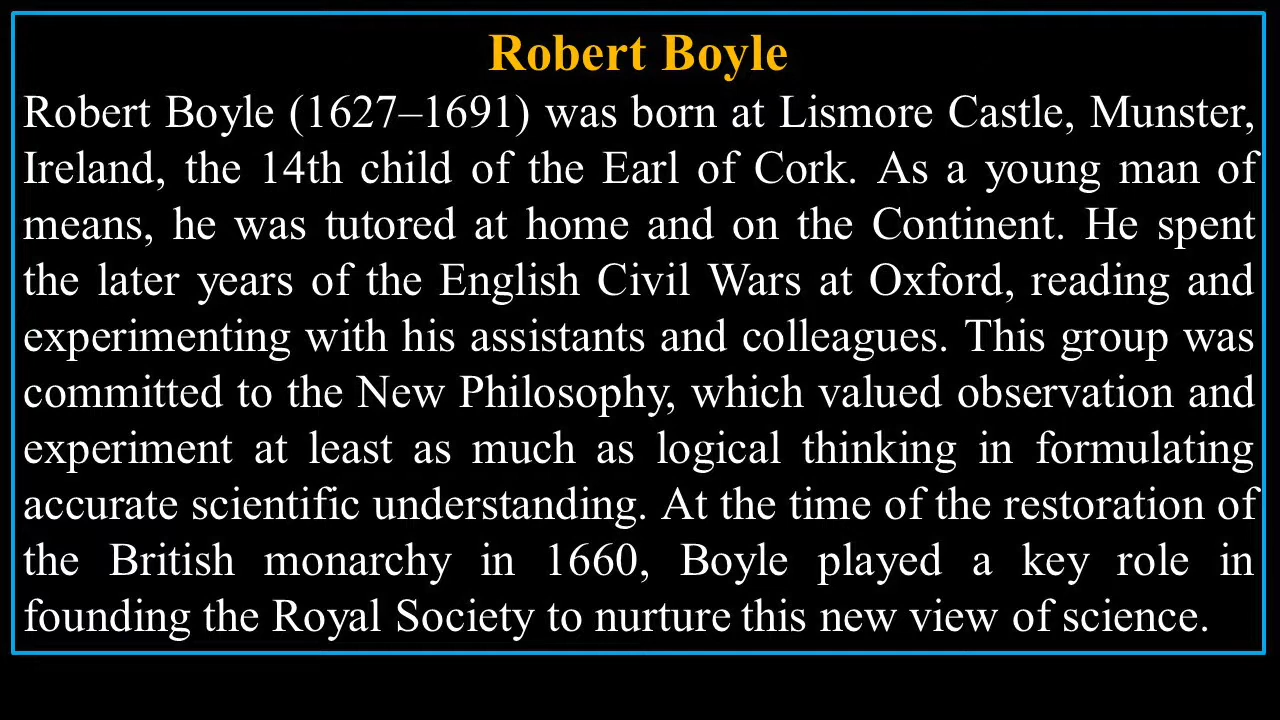 Robert Boyle
Robert Boyle (1627–1691) was born at Lismore Castle, Munster,
Ireland, the 14th child of the Earl of Cork. As a young man of
means, he was tutored at home and on the Continent. He spent
the later years of the English Civil Wars at Oxford, reading and
experimenting with his assistants and colleagues. This group was
committed to the New Philosophy, which valued observation and
experiment at least as much as logical thinking in formulating
accurate scientific understanding. At the time of the restoration of
the British monarchy in 1660, Boyle played a key role in
founding the Royal Society to nurture this new view of science.